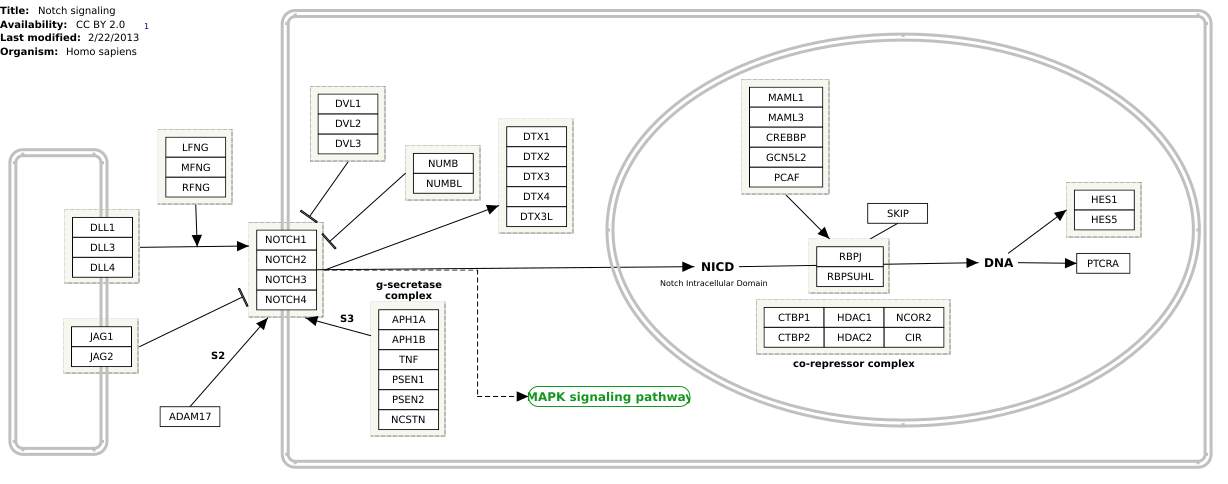 Title: Notch signaling
Availability: CC BY 2.0 1
Last modified: 2/22/2013
Organism: Homo sapiens
LFNG
MFNG
RFNG
DLL1
DLL3
DLL4
JAG1
JAG2
S2
ADAM17
NOTCH1
NOTCH2
NOTCH3
NOTCH4
DVL1
DVL2
DVL3
NUMB
NUMBL
DTX1
DTX2
DTX3
DTX4
DTX3L
g-secretase
complex
S3
APH1A
APH1B
TNF
PSEN1
PSEN2
NCSTN
MAPK signaling pathway
NICD
Notch Intracellular Domain
MAML1
MAML3
CREBBP
GCN5L2
PCAF
SKIP
RBPJ
RBPSUHL
CTBP1 HDAC1 NCOR2
CTBP2 HDAC2 CIR
co-repressor complex
DNA
HES1
HES5
PTCRA